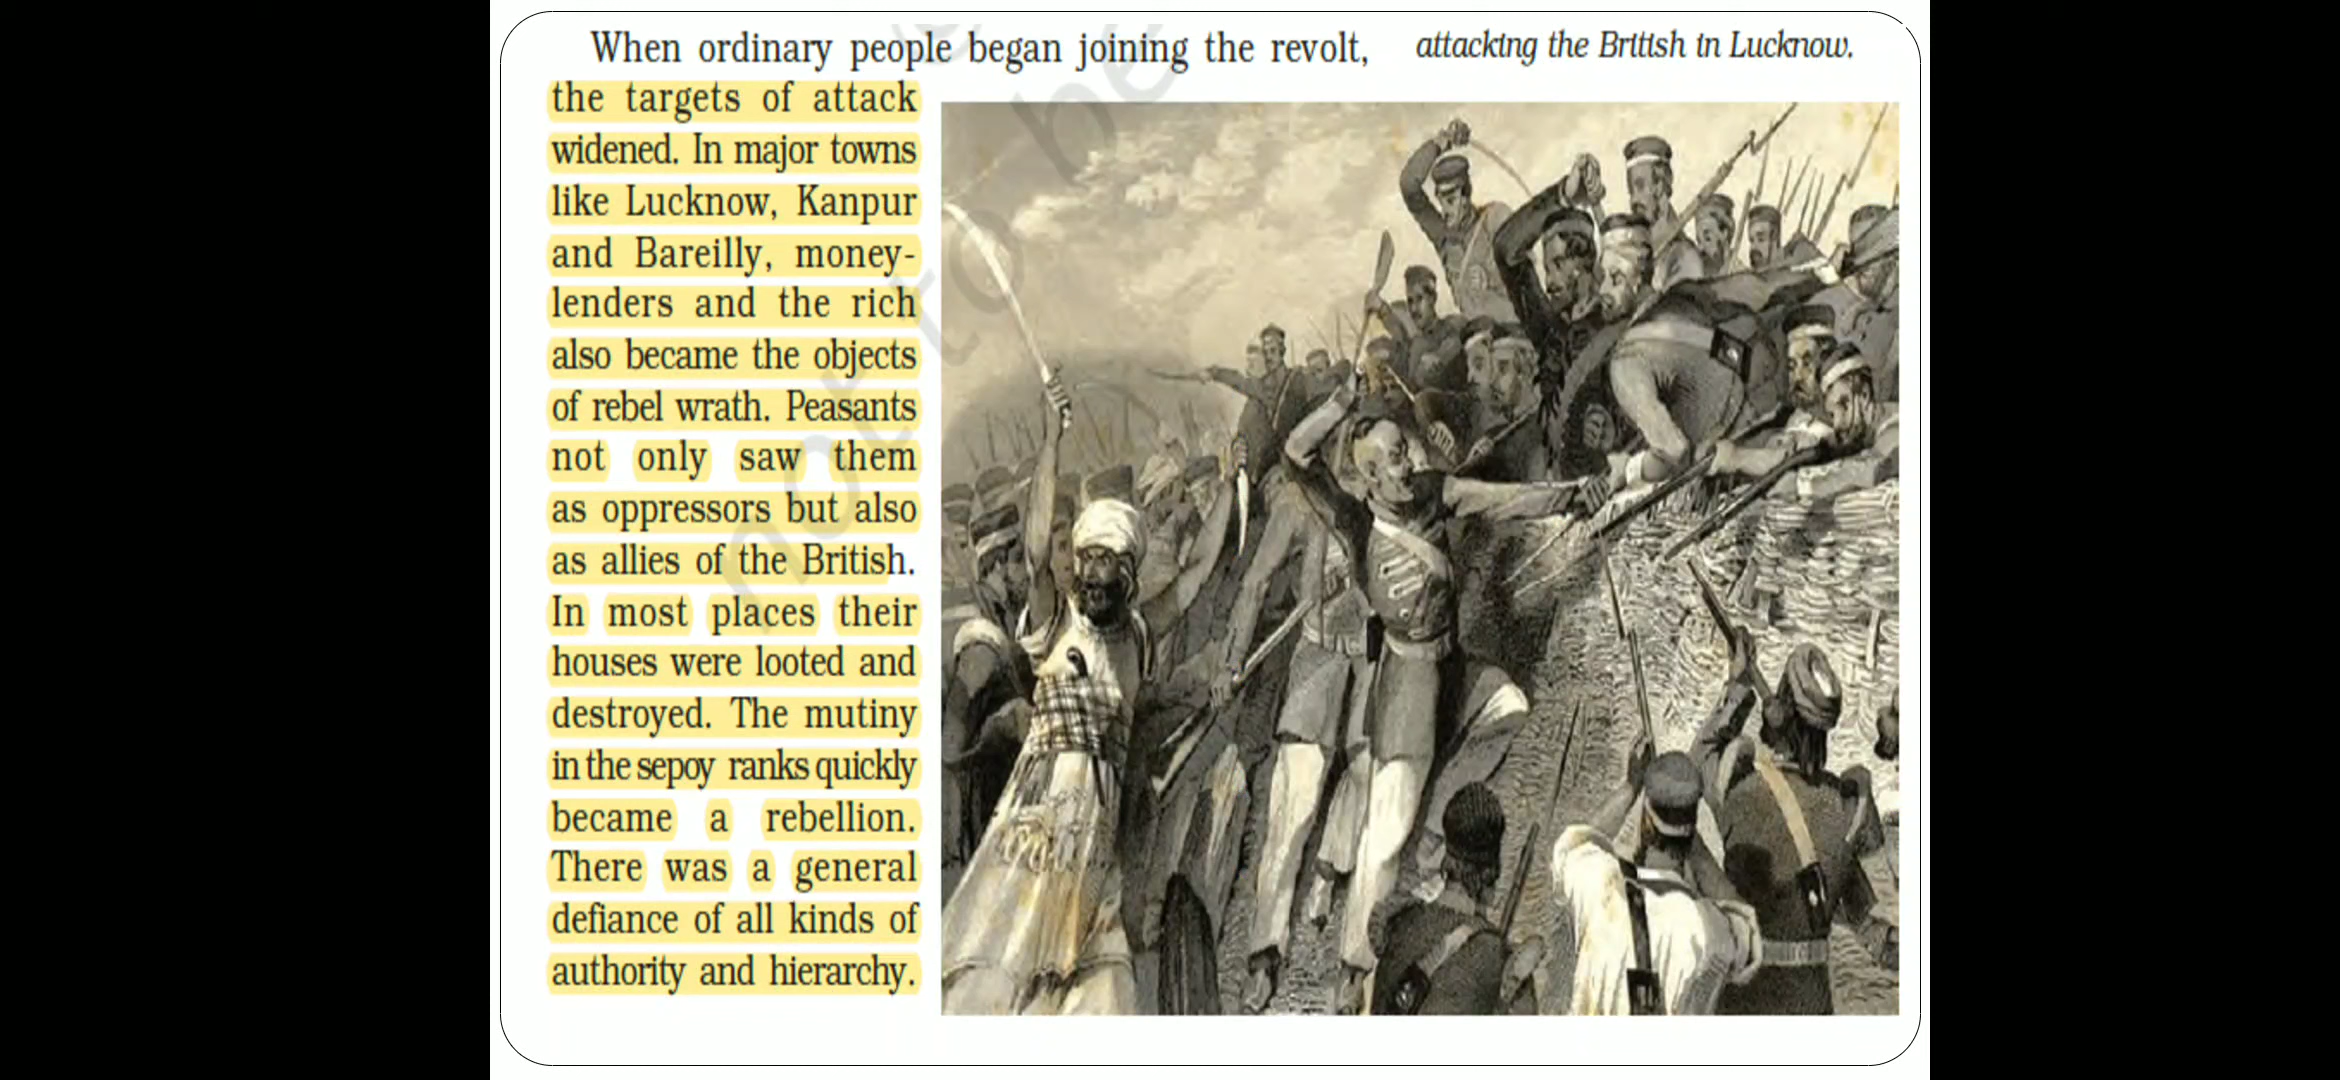 When ordinary people began joining the revolt,
attacking the British in Lucknow.
the targets of attack
widened. In major towns
like Lucknow, Kanpur
and Bareilly, money-
lenders and the rich
also became the objects
of rebel wrath. Peasants
not only saw them
as oppressors but also
as allies of the British.
In most places their
houses were looted and
destroyed. The mutiny
in the sepoy ranks quickly
became a rebellion.
There was a general
defiance of all kinds of
authority and hierarchy.
not to be